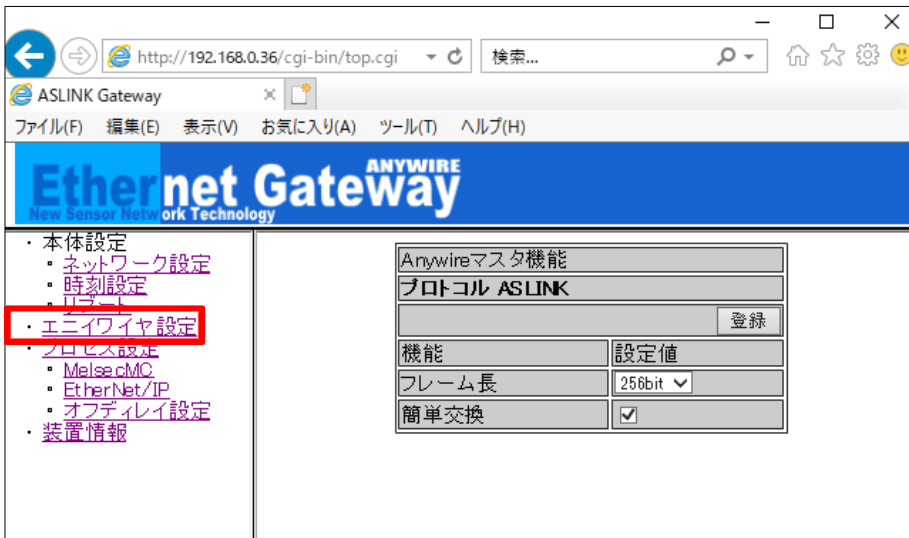 http://192.168.0.36/cgi-bin/top.cgi
検索...
ASLINK Gateway
ファイル(F) 編集(E) 表示(V) お気に入り(A) ツール(T) ヘルプ(H)
Ethernet Gateway
ANYWIRE
New Sensor Network Technology
・本体設定
ネットワーク設定
時刻設定
リブート
・エニイワイヤ設定
・プロセス設定
MelsecMC
EtherNet/IP
オフディレイ設定
・装置情報
Anywireマスタ機能
プロトコル ASLINK
登録
機能 設定値
フレーム長 256bit
簡単交換